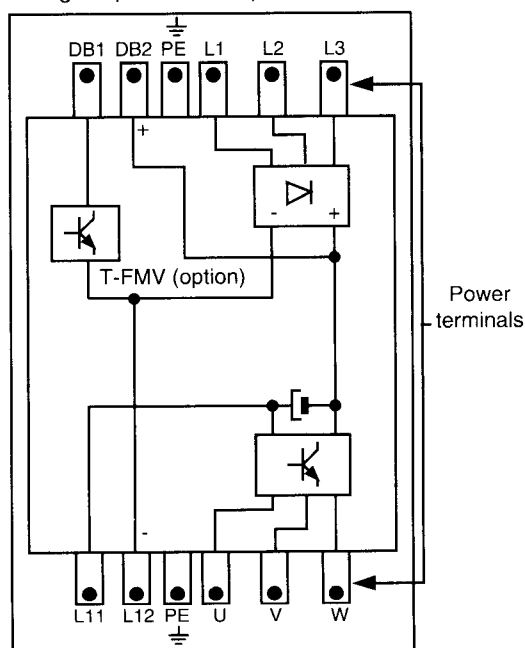 DB1 DB2 PE L1 L2 L3
+
- +
T-FMV (option)
Power
terminals
-
L11 L12 PE U V W